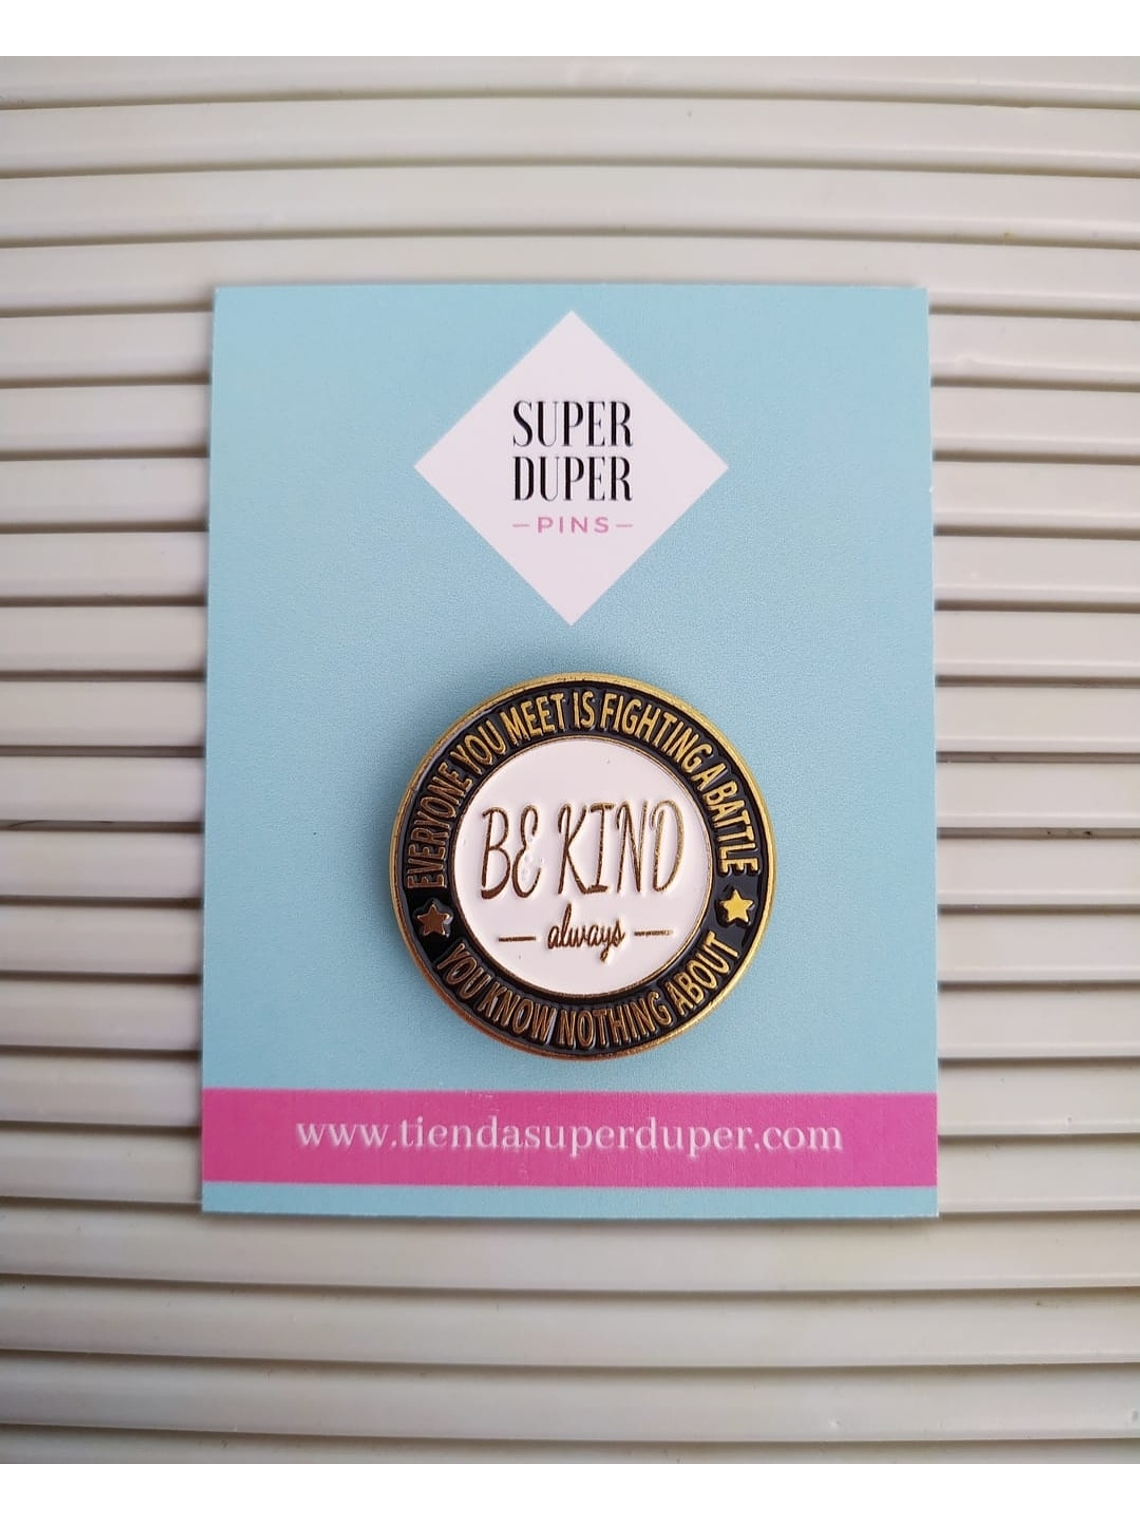 SUPER
DUPER
—PINS—
EVERYONE YOU MEET IS FIGHTING A BATTLE
BE KIND
— always —
YOU KNOW NOTHING ABOUT
www.tiendasuperduper.com